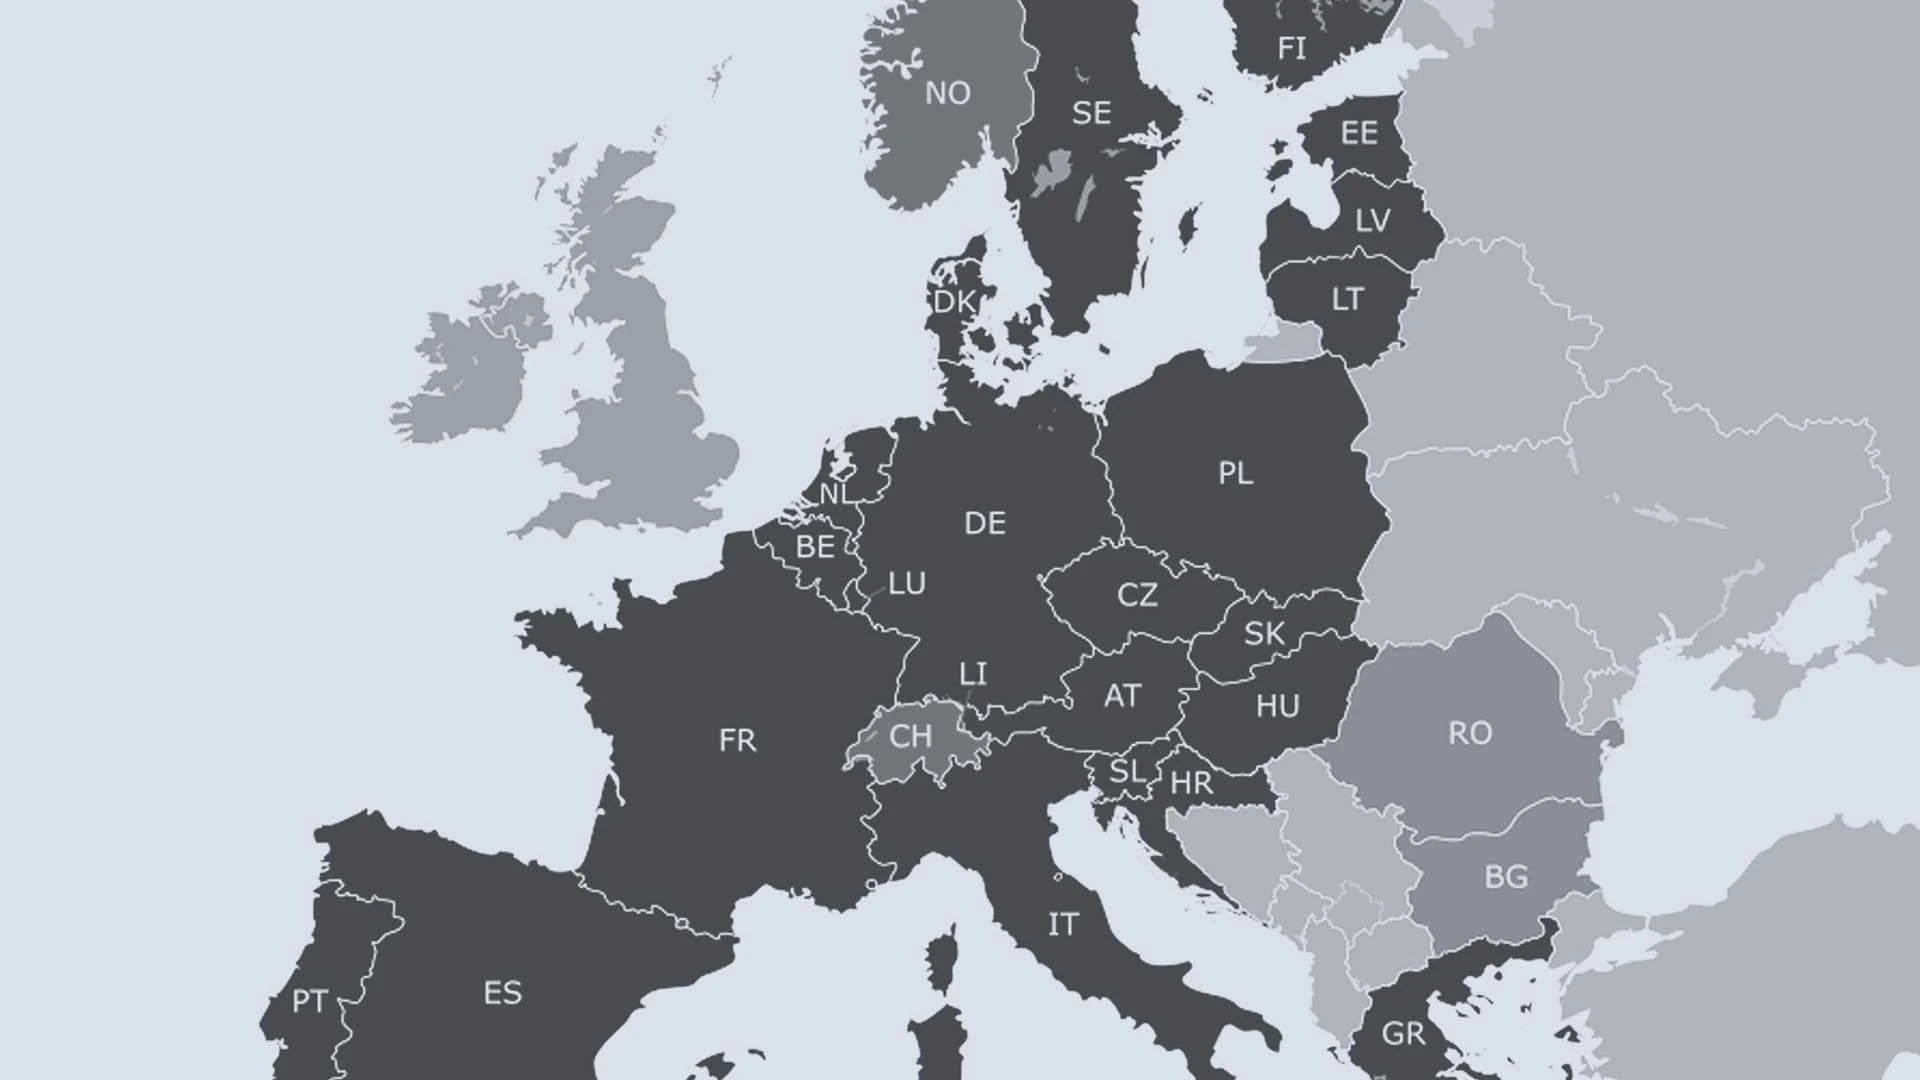 FI
NO
SE
EE
LV
LT
DK
PL
NL
DE
BE
LU
CZ
SK
LI
AT
HU
FR
CH
RO
SL
HR
BG
IT
PT
ES
GR